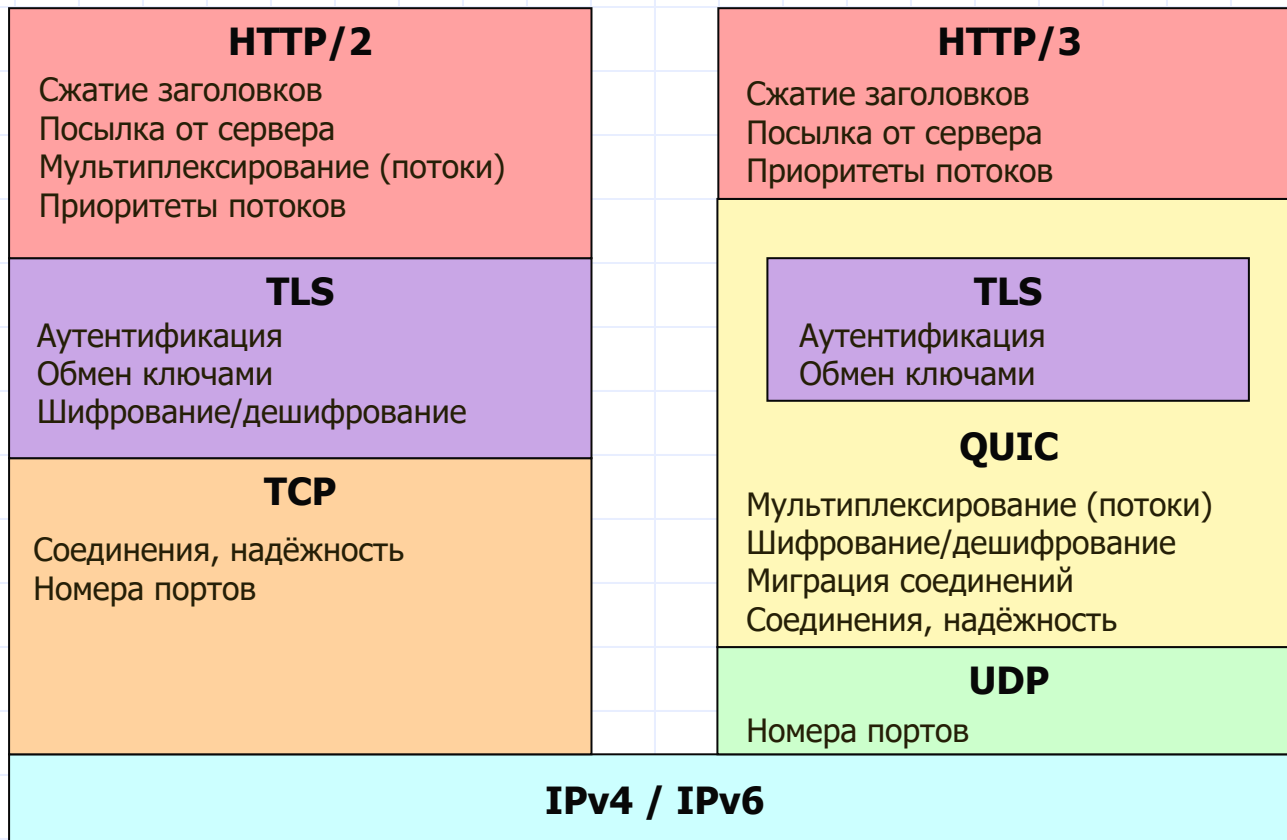 HTTP/2
Сжатие заголовков
Посылка от сервера
Мультиплексирование (потоки)
Приоритеты потоков
TLS
Аутентификация
Обмен ключами
Шифрование/дешифрование
TCP
Соединения, надёжность
Номера портов
HTTP/3
Сжатие заголовков
Посылка от сервера
Приоритеты потоков
TLS
Аутентификация
Обмен ключами
QUIC
Мультиплексирование (потоки)
Шифрование/дешифрование
Миграция соединений
Соединения, надёжность
UDP
Номера портов
IPv4 / IPv6